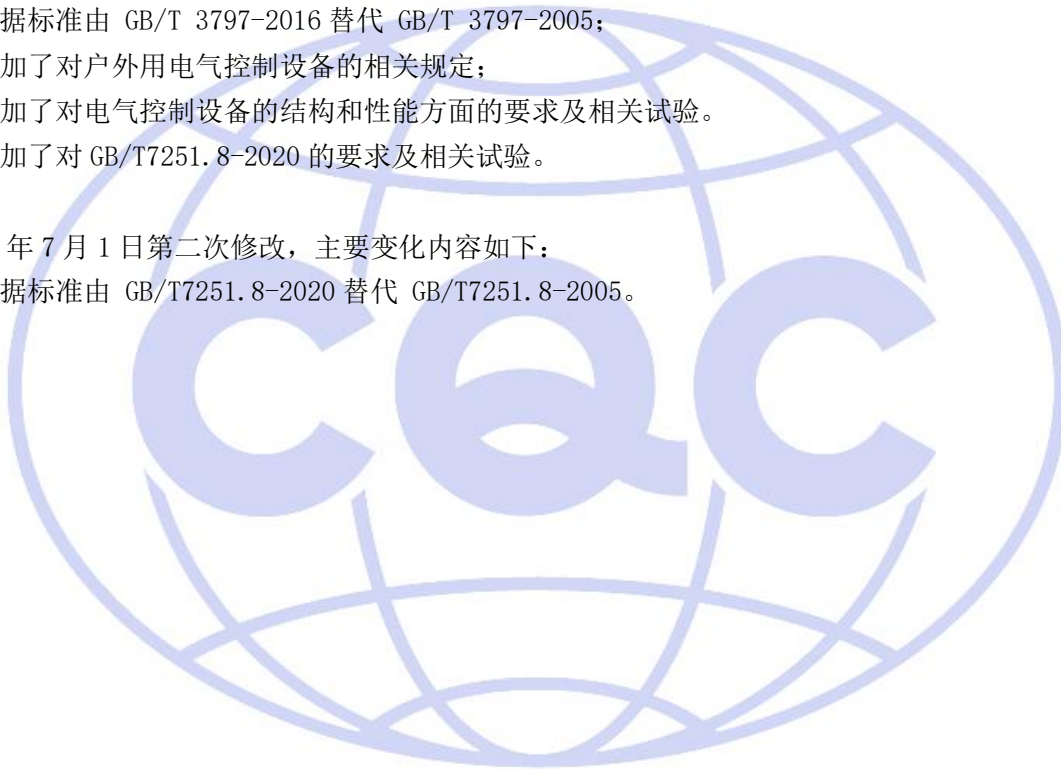 据标准由 GB/T 3797-2016 替代 GB/T 3797-2005；
加了对户外用电气控制设备的相关规定；
加了对电气控制设备的结构和性能方面的要求及相关试验。
加了对 GB/T7251.8-2020 的要求及相关试验。
年 7 月 1 日第二次修改，主要变化内容如下：
据标准由 GB/T7251.8-2020 替代 GB/T7251.8-2005。
CQC